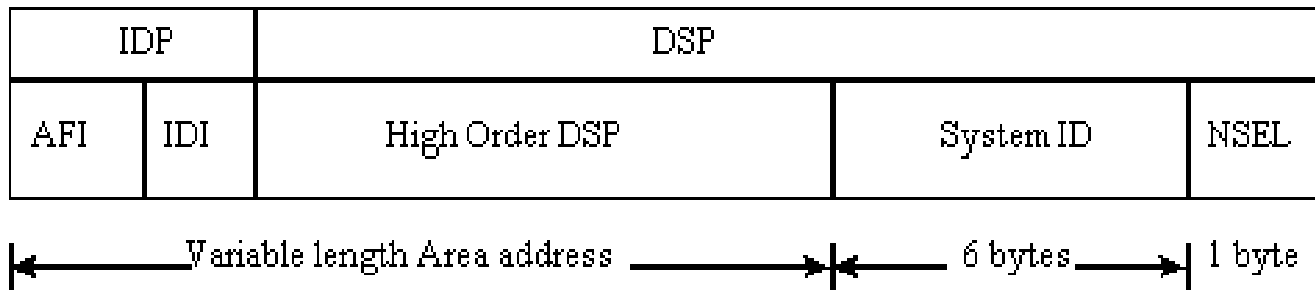 IDP DSP
AFI IDI High Order DSP System ID NSEL
Variable length Area address 6 bytes 1 byte